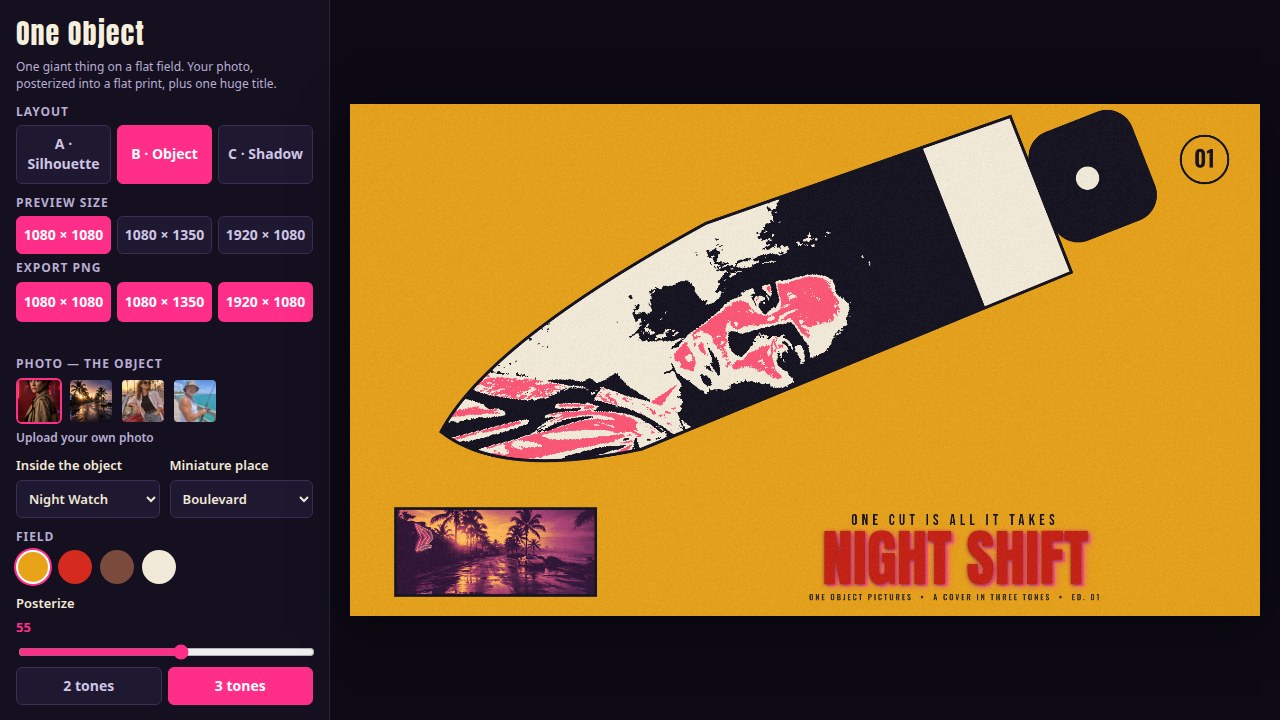 One Object
One giant thing on a flat field. Your photo,
posterized into a flat print, plus one huge title.
LAYOUT
A ·
Silhouette
B · Object
C · Shadow
PREVIEW SIZE
1080 × 1080
1080 × 1350
1920 × 1080
EXPORT PNG
1080 × 1080
1080 × 1350
1920 × 1080
PHOTO — THE OBJECT
Upload your own photo
Inside the object
Miniature place
Night Watch
Boulevard
FIELD
Posterize
55
2 tones
3 tones
01
ONE CUT IS ALL IT TAKES
NIGHT SHIFT
ONE OBJECT PICTURES • A COVER IN THREE TONES • ED. 01